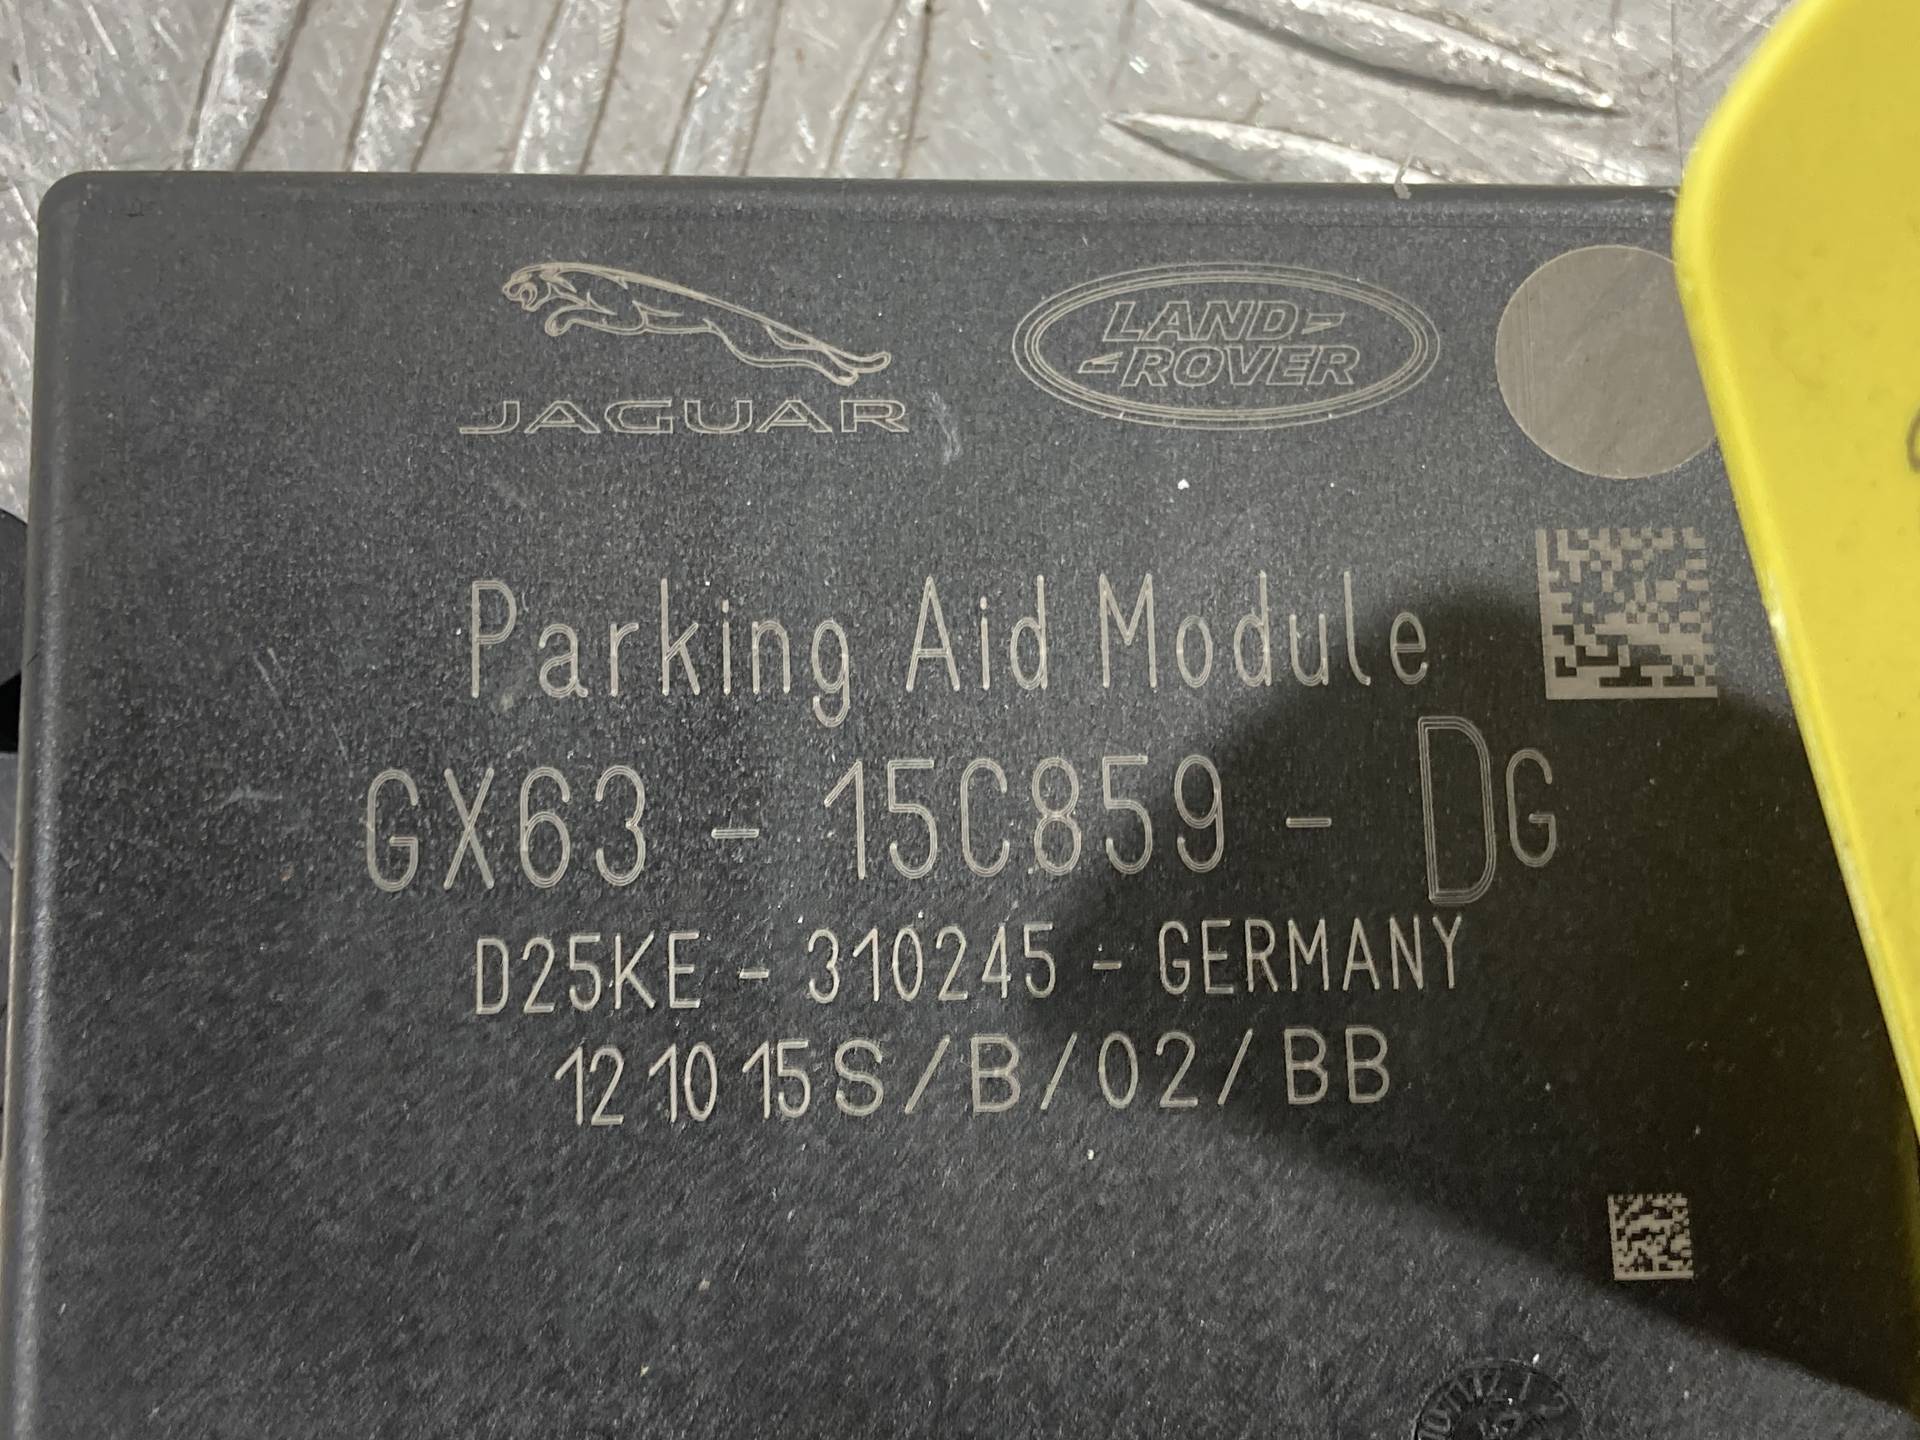 JAGUAR
LAND
ROVER
Parking Aid Module
GX63 - 15C859 - DG
D25KE - 310245 - GERMANY
12 10 15 S/B/02/BB